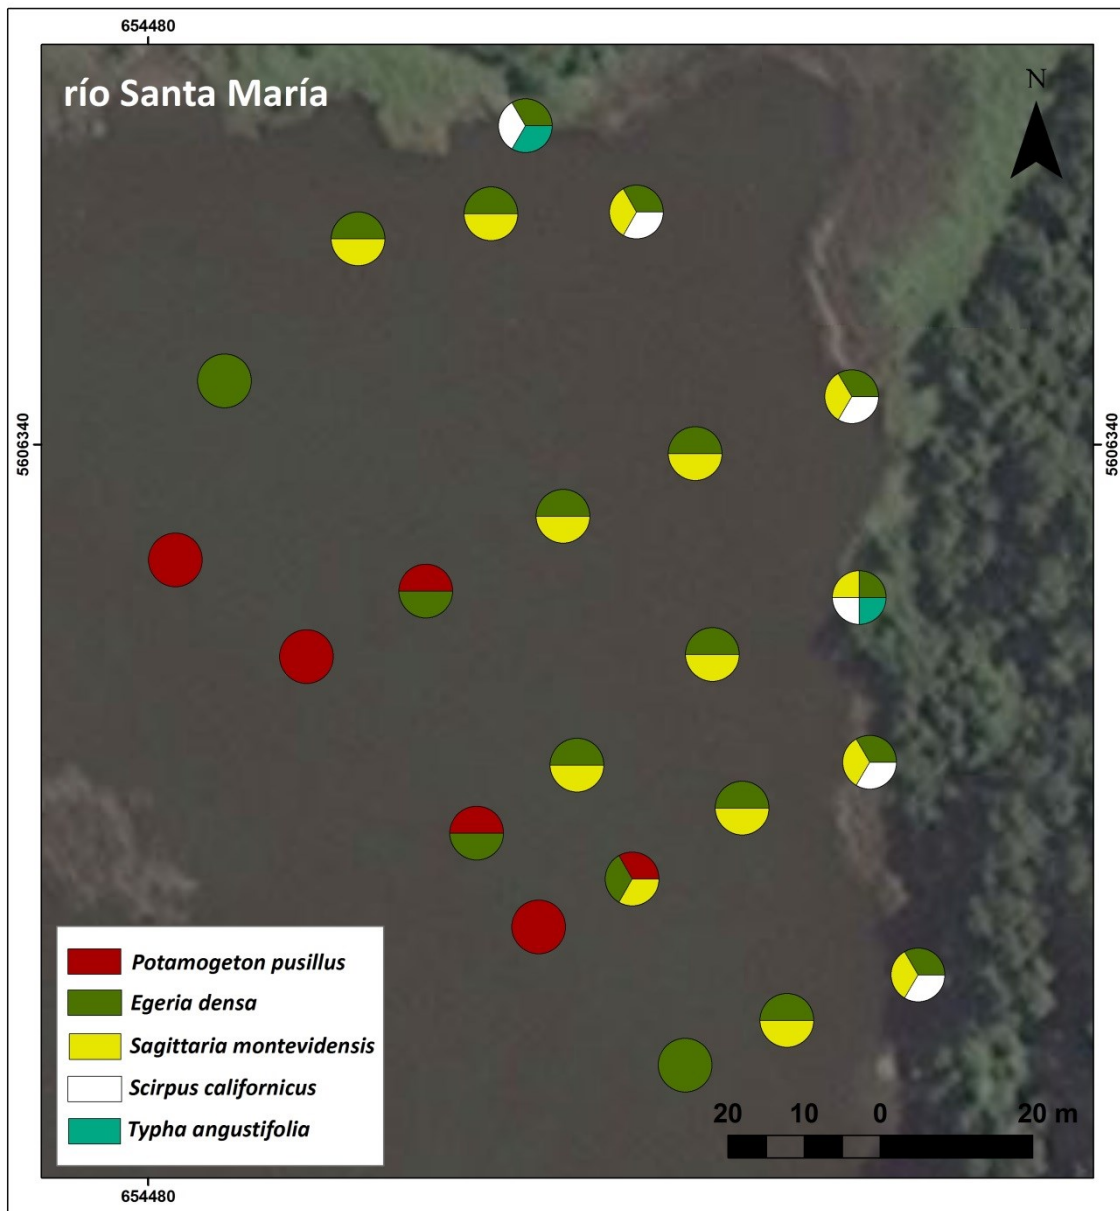 654480
río Santa María
N
5606340
5606340
Potamogeton pusillus
Egeria densa
Sagittaria montevidensis
Scirpus californicus
Typha angustifolia
20 10 0 20 m
654480